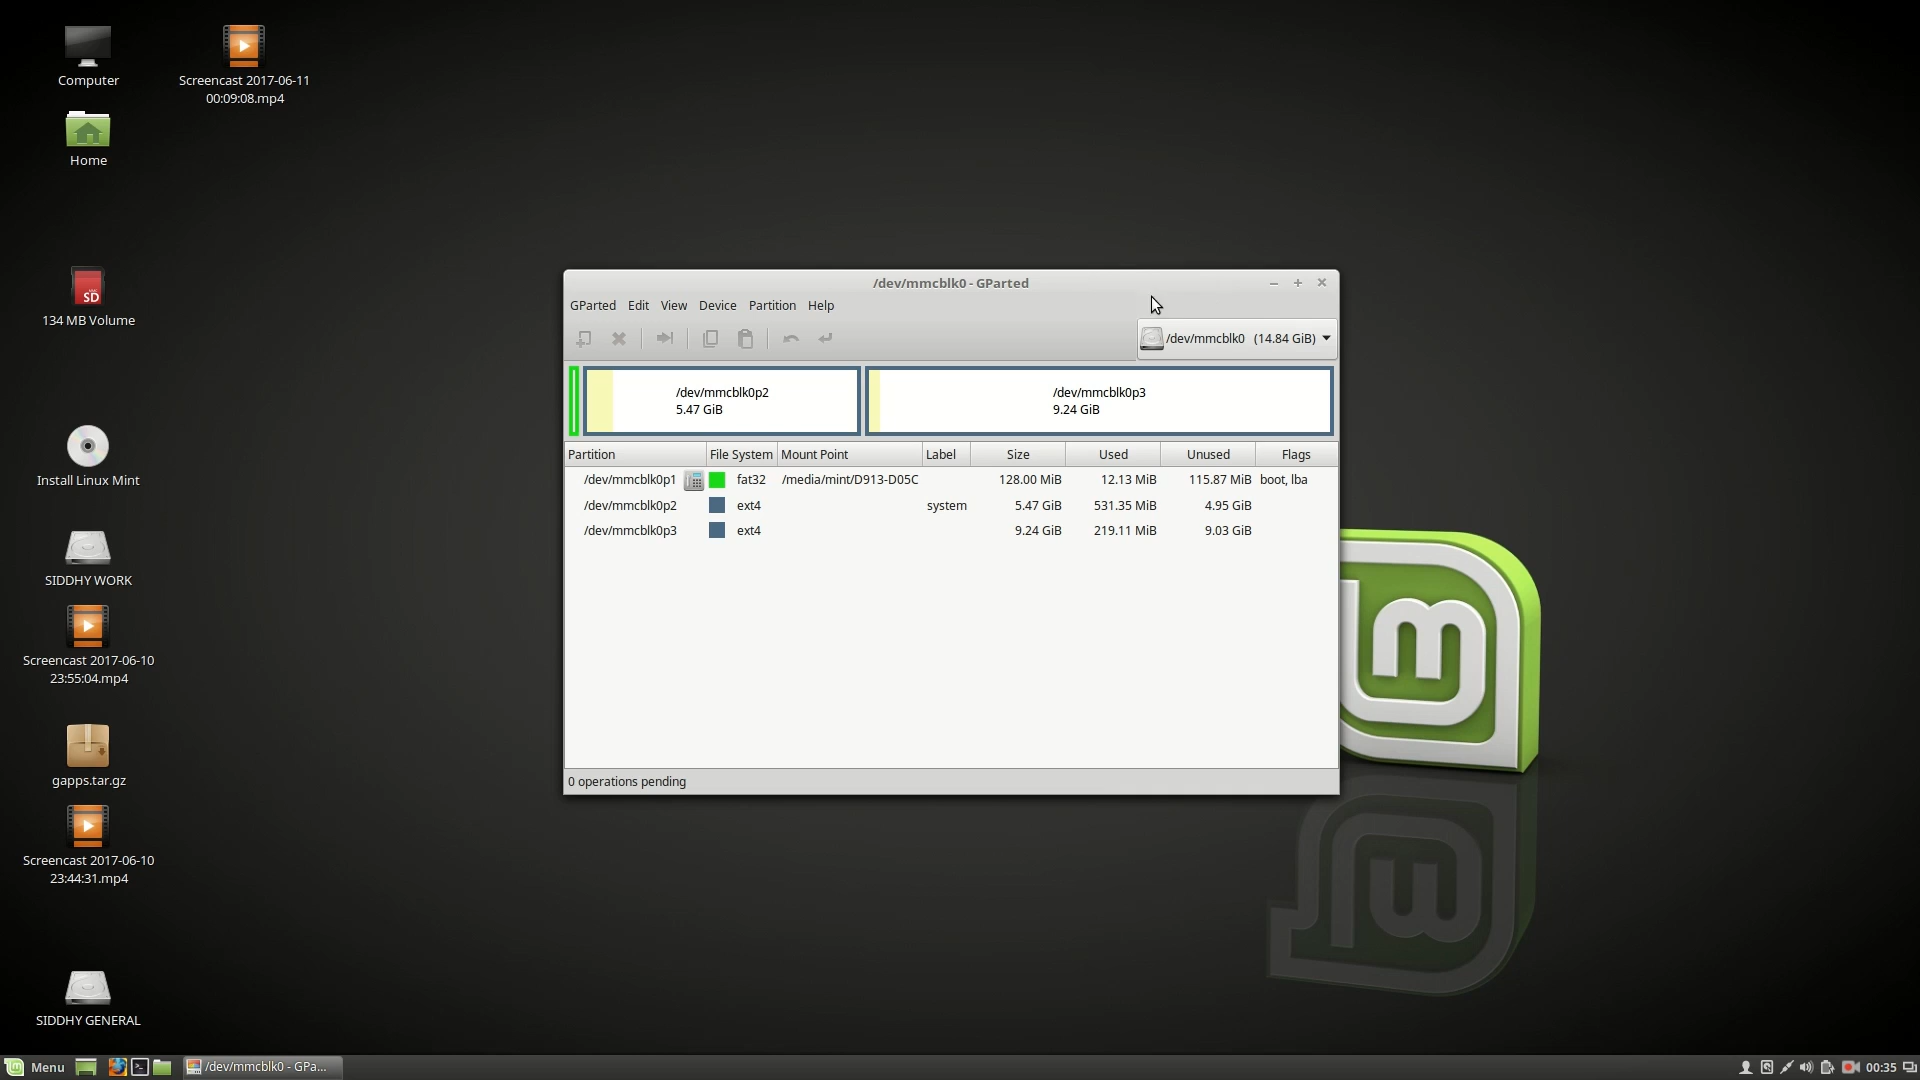 Computer
Screencast 2017-06-11
00:09:08.mp4
Home
SD
134 MB Volume
Install Linux Mint
SIDDHY WORK
Screencast 2017-06-10
23:55:04.mp4
gapps.tar.gz
Screencast 2017-06-10
23:44:31.mp4
SIDDHY GENERAL
/dev/mmcblk0 - GParted
GParted Edit View Device Partition Help
/dev/mmcblk0 (14.84 GiB)
/dev/mmcblk0p2
5.47 GiB
/dev/mmcblk0p3
9.24 GiB
Partition File System Mount Point Label Size Used Unused Flags
/dev/mmcblk0p1 fat32 /media/mint/D913-D05C 128.00 MiB 12.13 MiB 115.87 MiB boot, lba
/dev/mmcblk0p2 ext4 system 5.47 GiB 531.35 MiB 4.95 GiB
/dev/mmcblk0p3 ext4 9.24 GiB 219.11 MiB 9.03 GiB
0 operations pending
Menu /dev/mmcblk0 - GPa... 00:35